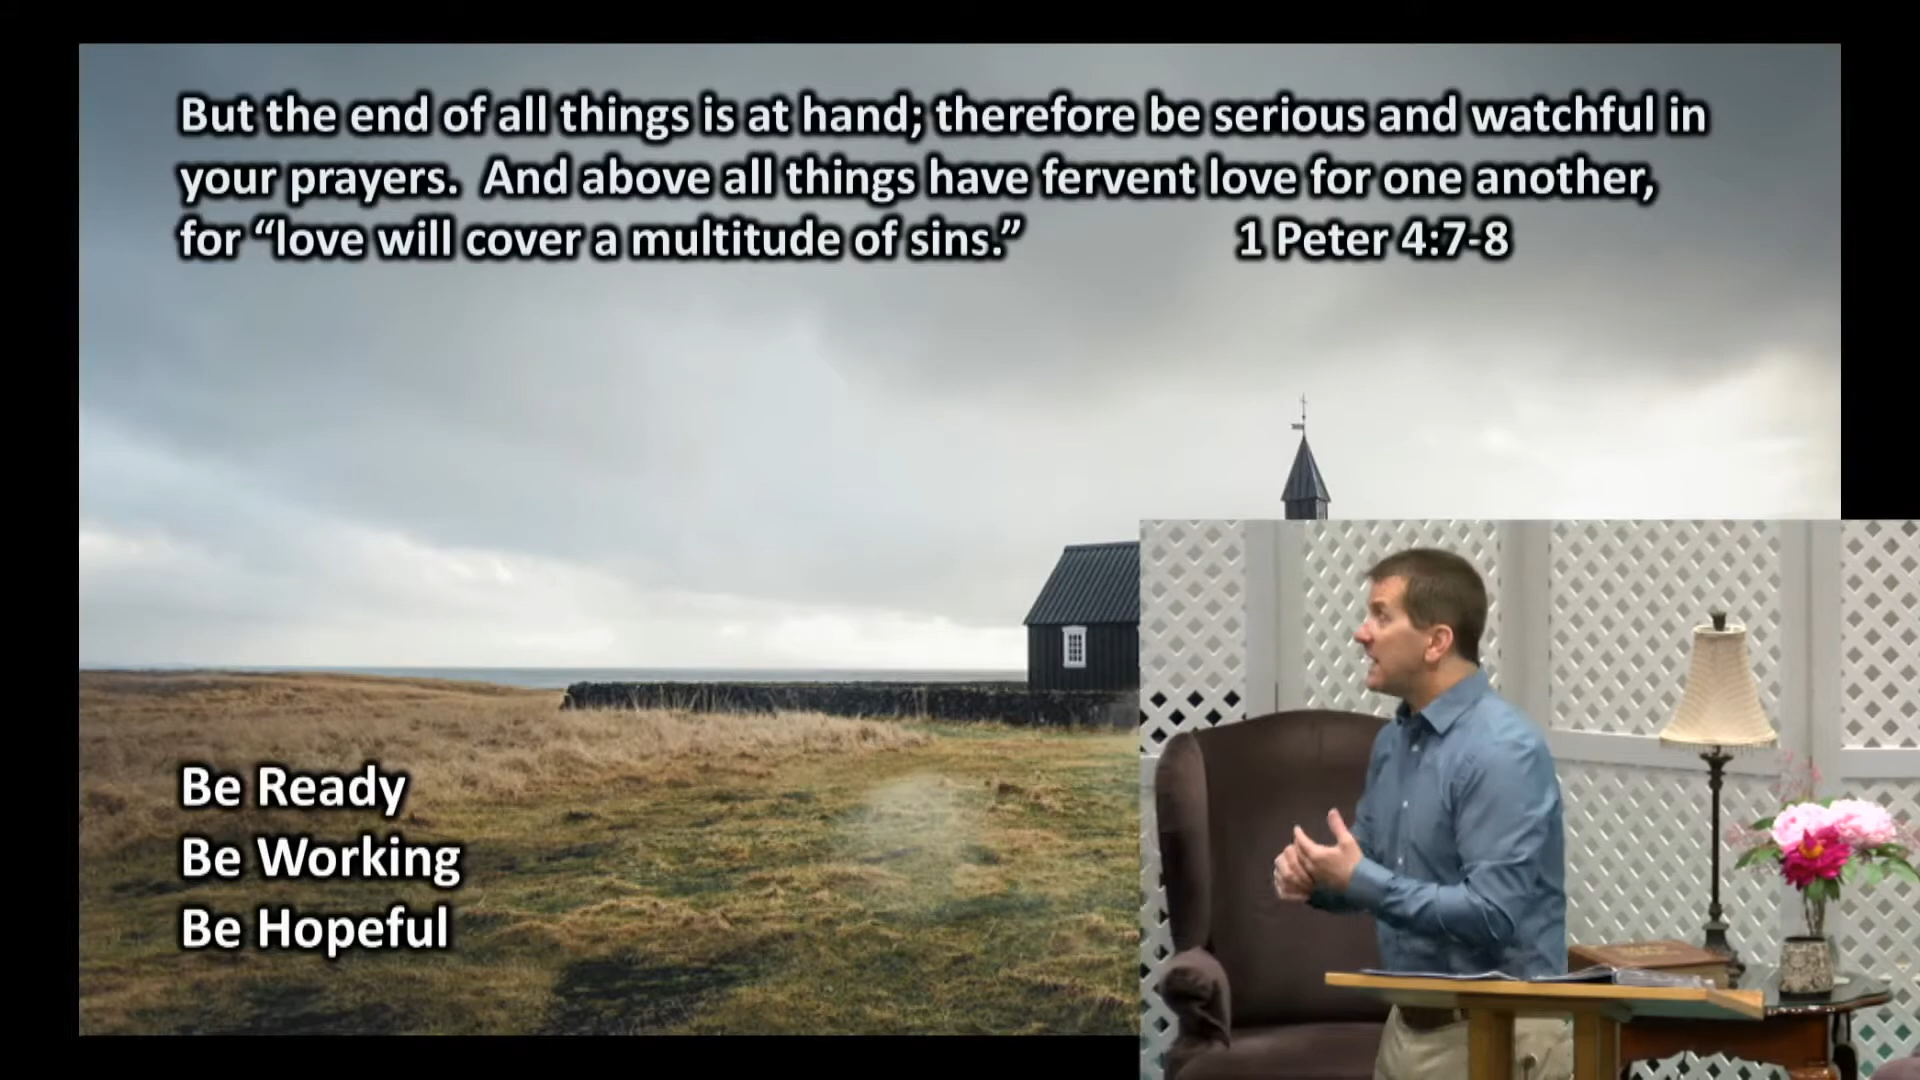 But the end of all things is at hand; therefore be serious and watchful in
your prayers. And above all things have fervent love for one another,
for “love will cover a multitude of sins.” 1 Peter 4:7-8
Be Ready
Be Working
Be Hopeful